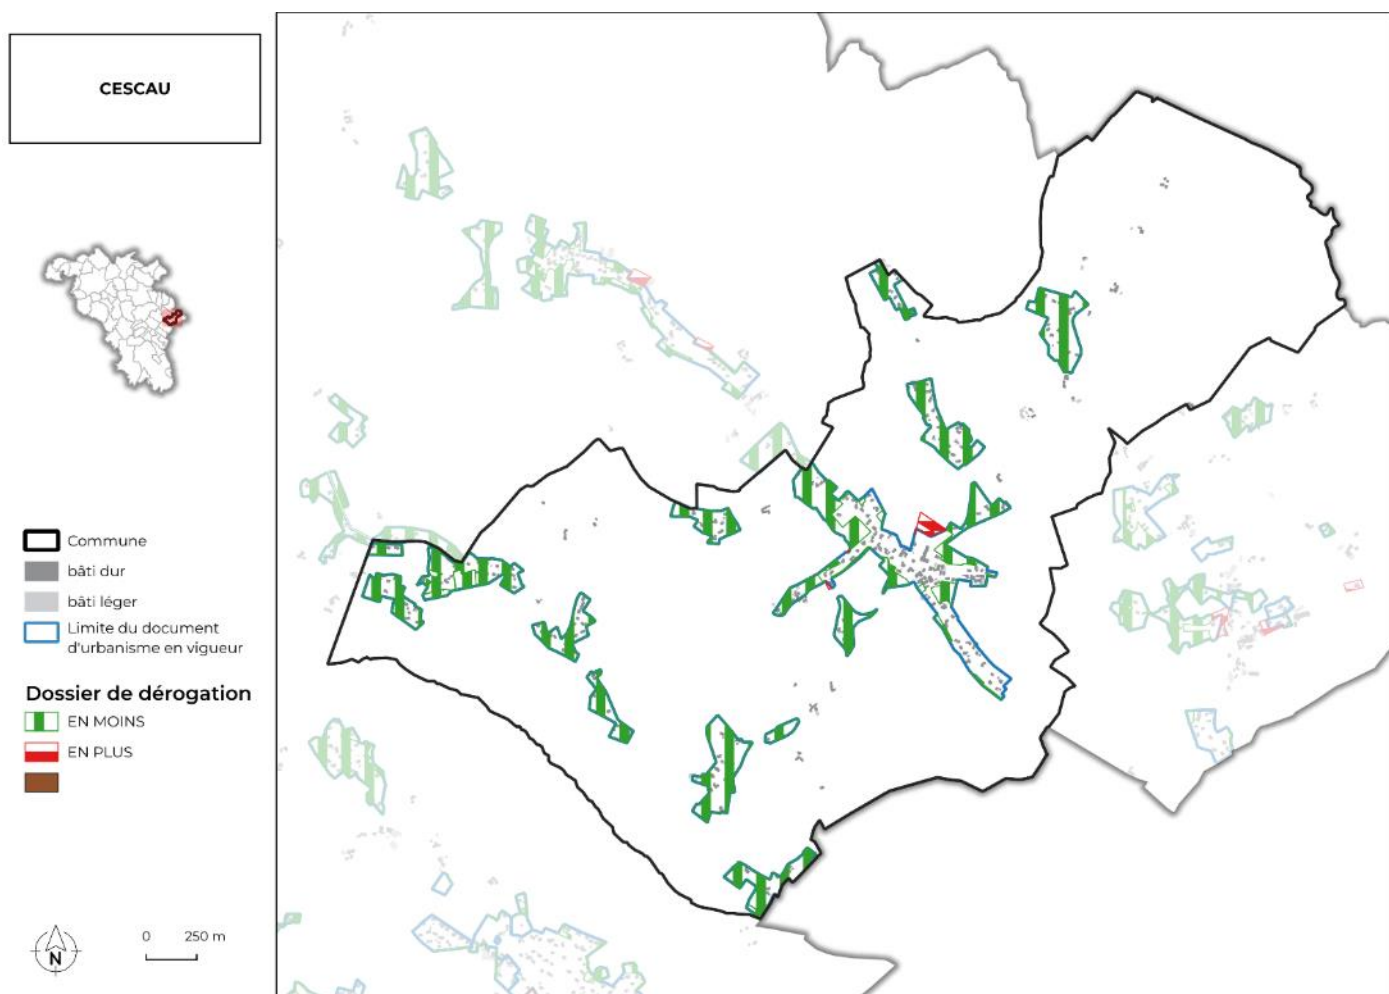 CESCAU
Commune
bâti dur
bâti léger
Limite du document
d'urbanisme en vigueur
Dossier de dérogation
EN MOINS
EN PLUS
N
0 250 m